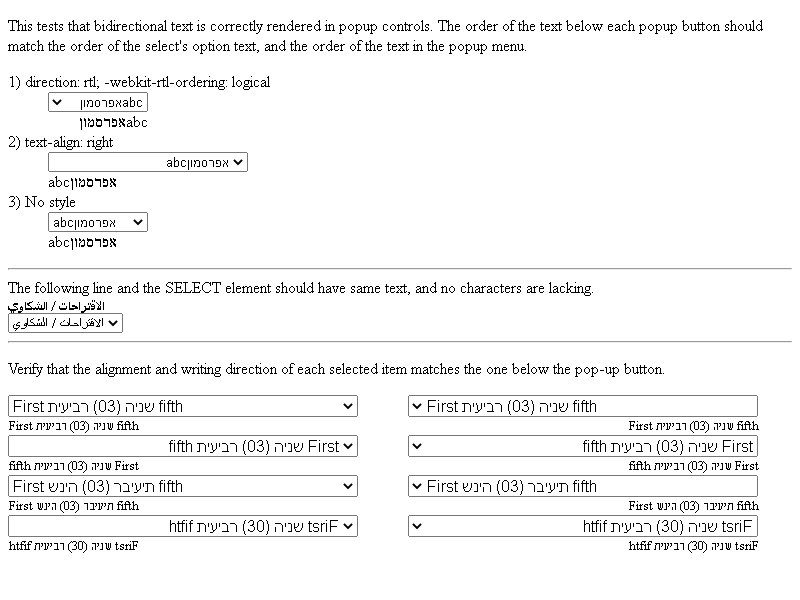 This tests that bidirectional text is correctly rendered in popup controls. The order of the text below each popup button should
match the order of the select's option text, and the order of the text in the popup menu.
1) direction: rtl; -webkit-rtl-ordering: logical
abcאפרסמון
abcאפרסמון
2) text-align: right
abcאפרסמון
abcאפרסמון
3) No style
abcאפרסמון
abcאפרסמון
The following line and the SELECT element should have same text, and no characters are lacking.
الاقتراحات / الشكاوي
الاقتراحات / الشكاوي
Verify that the alignment and writing direction of each selected item matches the one below the pop-up button.
First שניה (03) רביעית fifth
First שניה (03) רביעית fifth
First שניה (03) רביעית fifth
First שניה (03) רביעית fifth
First שניה (03) רביעית fifth
First שניה (03) רביעית fifth
First שניה (03) רביעית fifth
First שניה (03) רביעית fifth
First תיעיבר (03) הינש fifth
First תיעיבר (03) הינש fifth
First תיעיבר (03) הינש fifth
First תיעיבר (03) הינש fifth
tsriF שניה (30) רביעית htfif
tsriF שניה (30) רביעית htfif
tsriF שניה (30) רביעית htfif
tsriF שניה (30) רביעית htfif